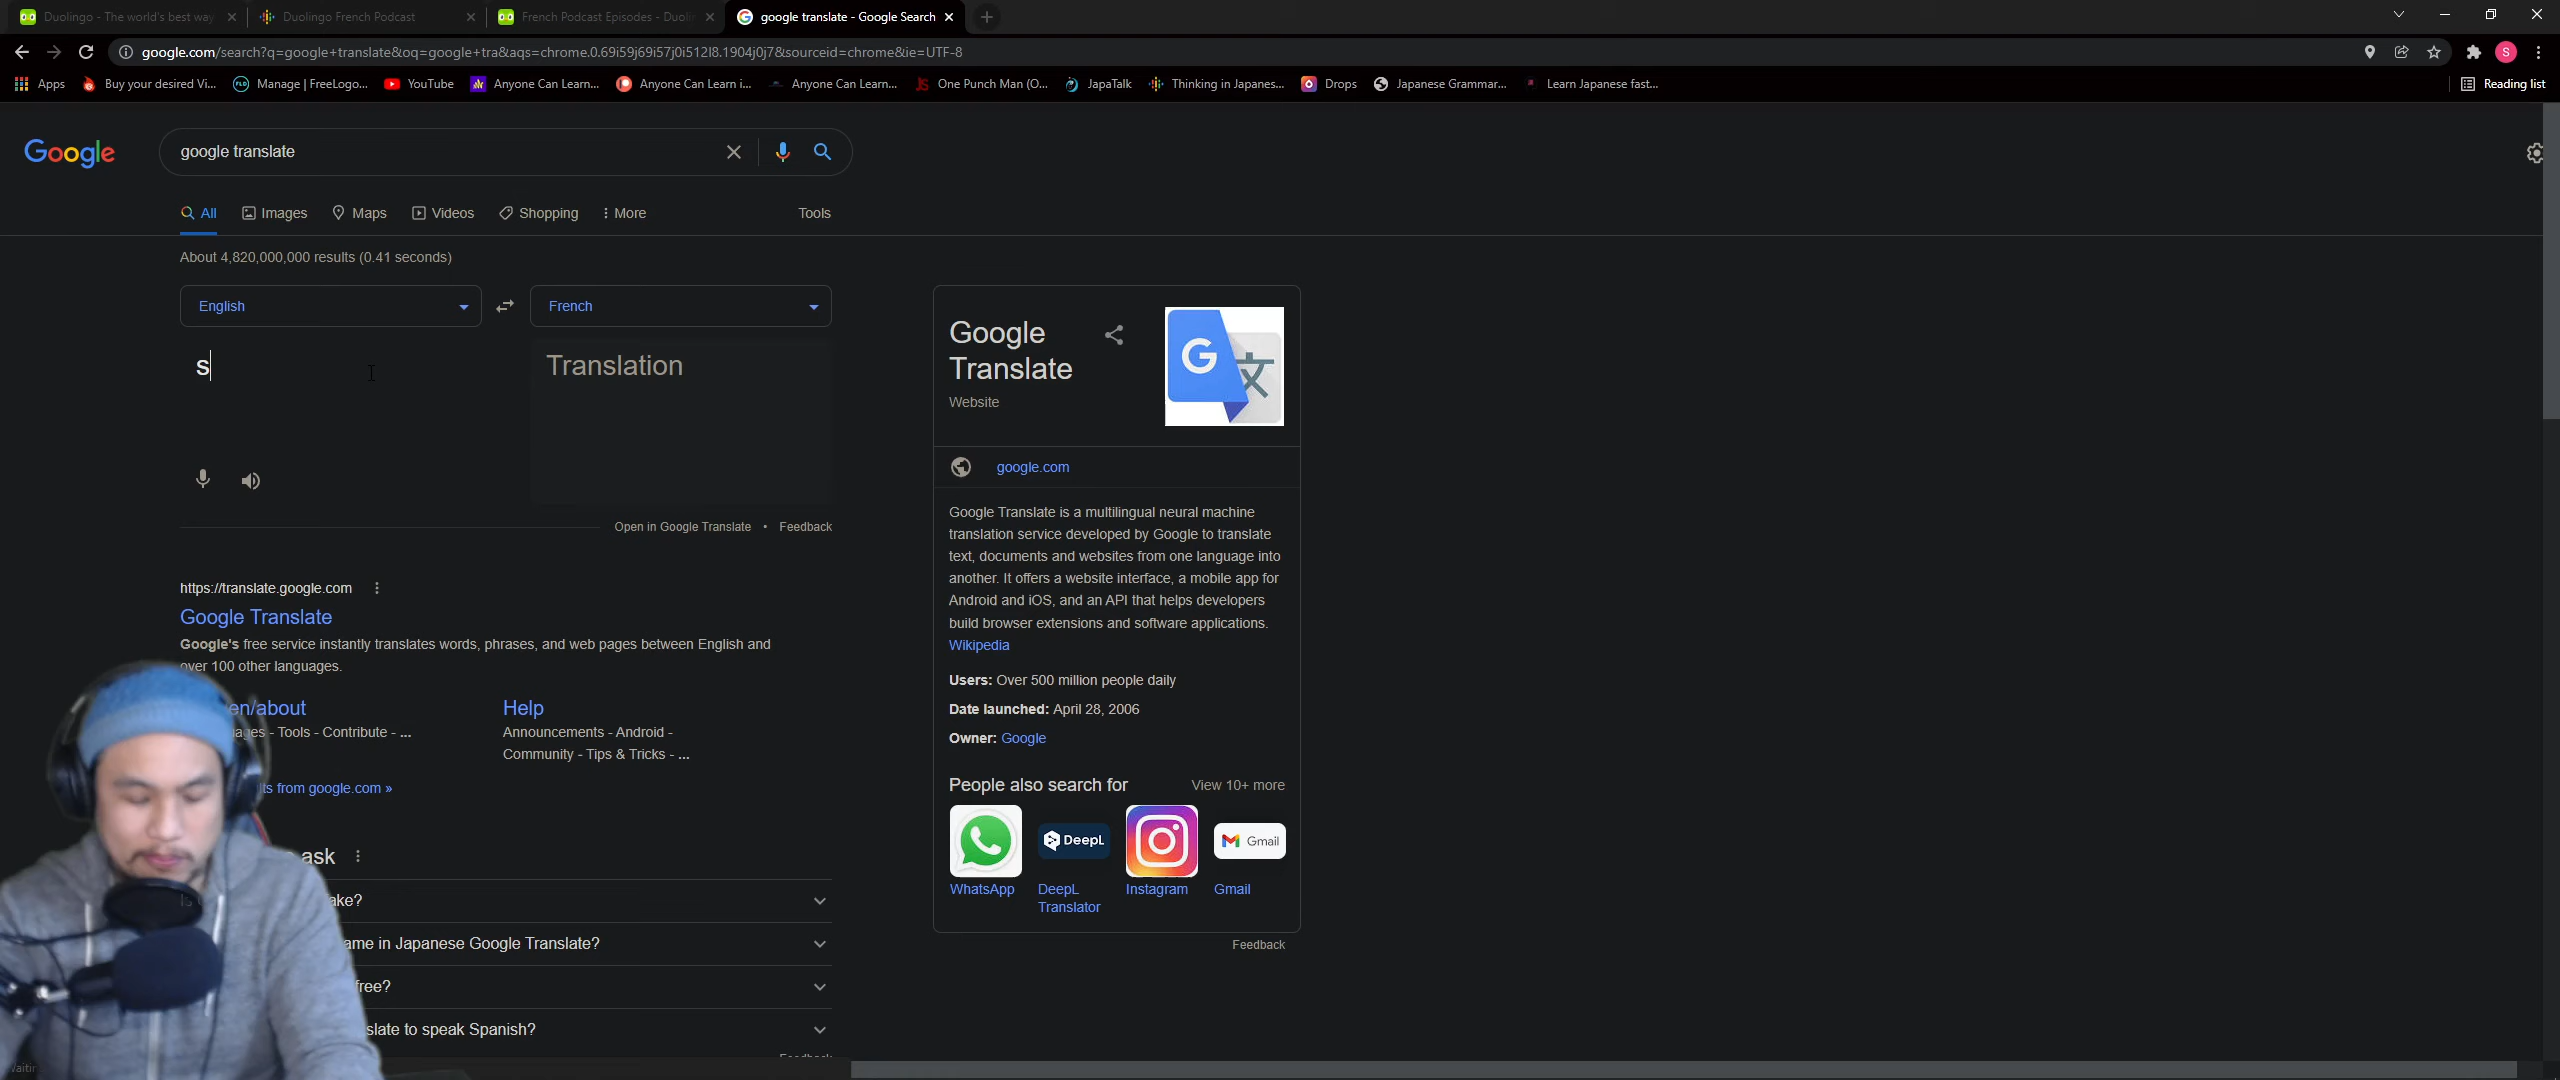 Duolingo - The world's best way
Duolingo French Podcast
French Podcast Episodes - Duolin
google translate - Google Search
google.com/search?q=google+translate&oq=google+tra&aqs=chrome.0.69i59j69i57j0i512l8.1904j0j7&sourceid=chrome&ie=UTF-8
S
Apps
Buy your desired Vi...
FLD
Manage | FreeLogo...
YouTube
Anyone Can Learn...
Anyone Can Learn i...
Anyone Can Learn...
One Punch Man (O...
JapaTalk
Thinking in Japanes...
Drops
Japanese Grammar...
Learn Japanese fast...
Reading list
Google
google translate
All
Images
Maps
Videos
Shopping
More
Tools
About 4,820,000,000 results (0.41 seconds)
English
French
s
Translation
Open in Google Translate • Feedback
https://translate.google.com
Google Translate
Google's free service instantly translates words, phrases, and web pages between English and
over 100 other languages.
en/about
ages - Tools - Contribute - ...
Help
Announcements - Android -
Community - Tips & Tricks - ...
ts from google.com »
ask
ake?
ame in Japanese Google Translate?
free?
slate to speak Spanish?
Google
Translate
Website
G
文
google.com
Google Translate is a multilingual neural machine
translation service developed by Google to translate
text, documents and websites from one language into
another. It offers a website interface, a mobile app for
Android and iOS, and an API that helps developers
build browser extensions and software applications.
Wikipedia
Users: Over 500 million people daily
Date launched: April 28, 2006
Owner: Google
People also search for
View 10+ more
DeepL
Gmail
WhatsApp
DeepL
Translator
Instagram
Gmail
Feedback